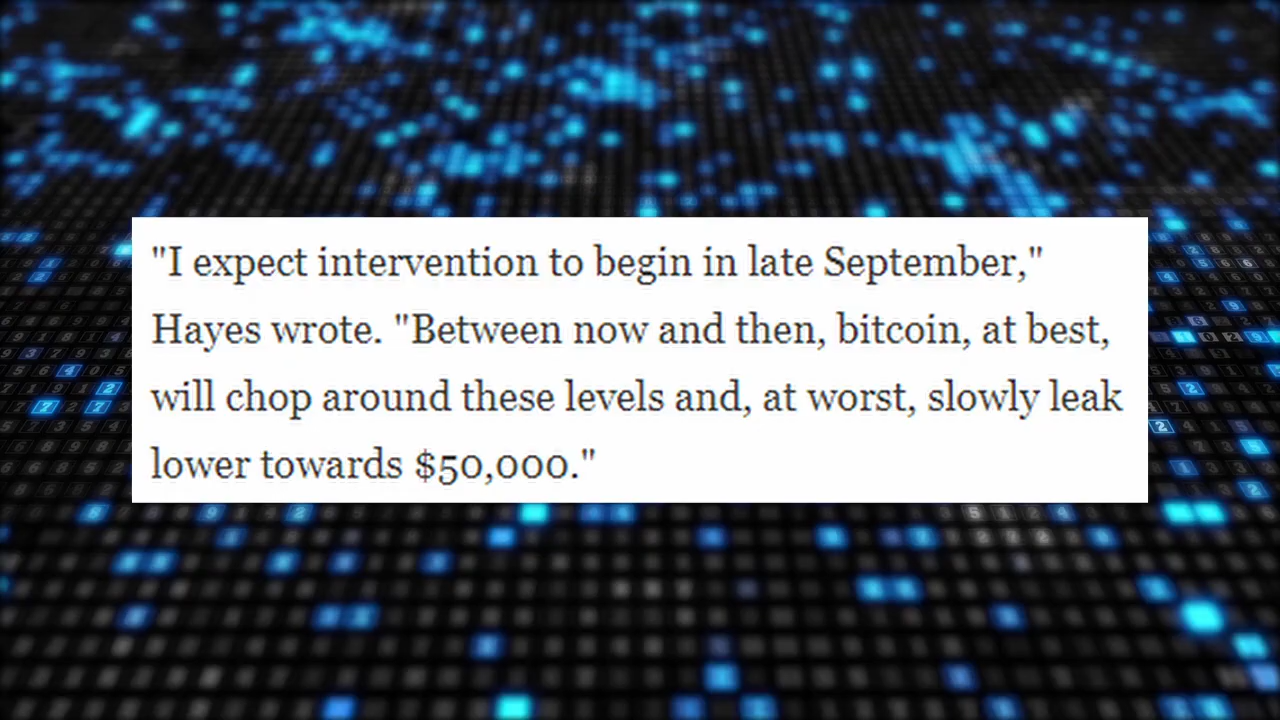 "I expect intervention to begin in late September,"
Hayes wrote. "Between now and then, bitcoin, at best,
will chop around these levels and, at worst, slowly leak
lower towards $50,000."